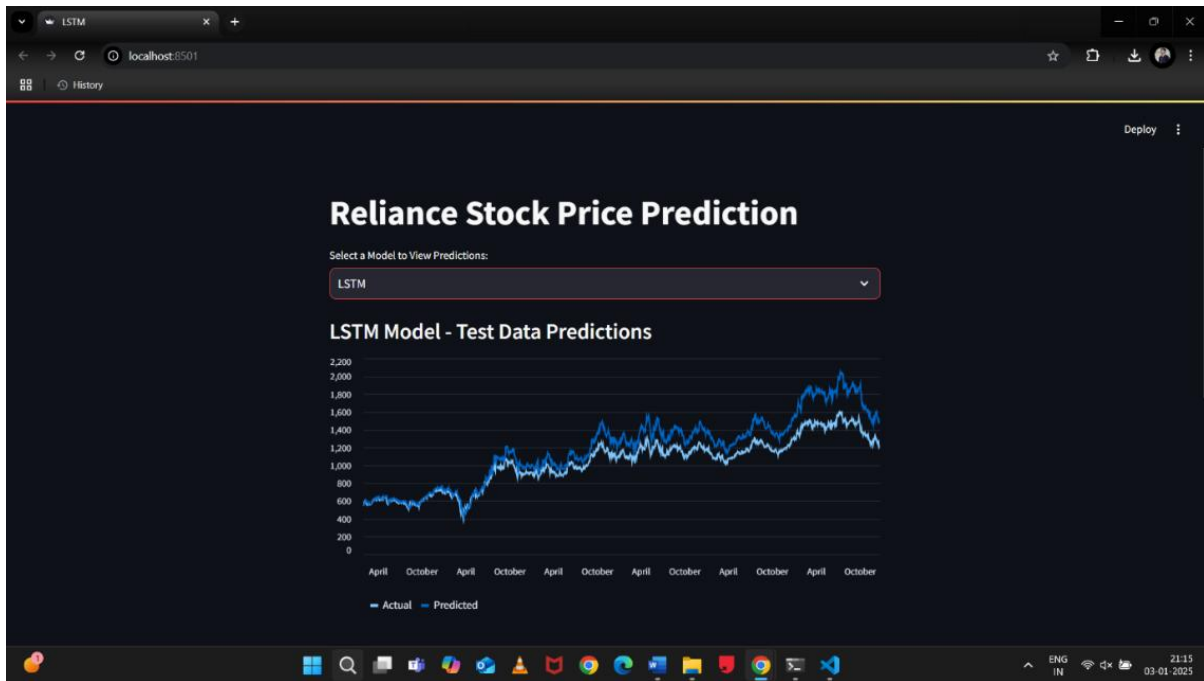 LSTM
localhost:8501
History
Deploy
Reliance Stock Price Prediction
Select a Model to View Predictions:
LSTM
LSTM Model - Test Data Predictions
2,200
2,000
1,800
1,600
1,400
1,200
1,000
800
600
400
200
0
April October April October April October April October April October April October
Actual Predicted
1
ENG
IN
21:15
03-01-2025